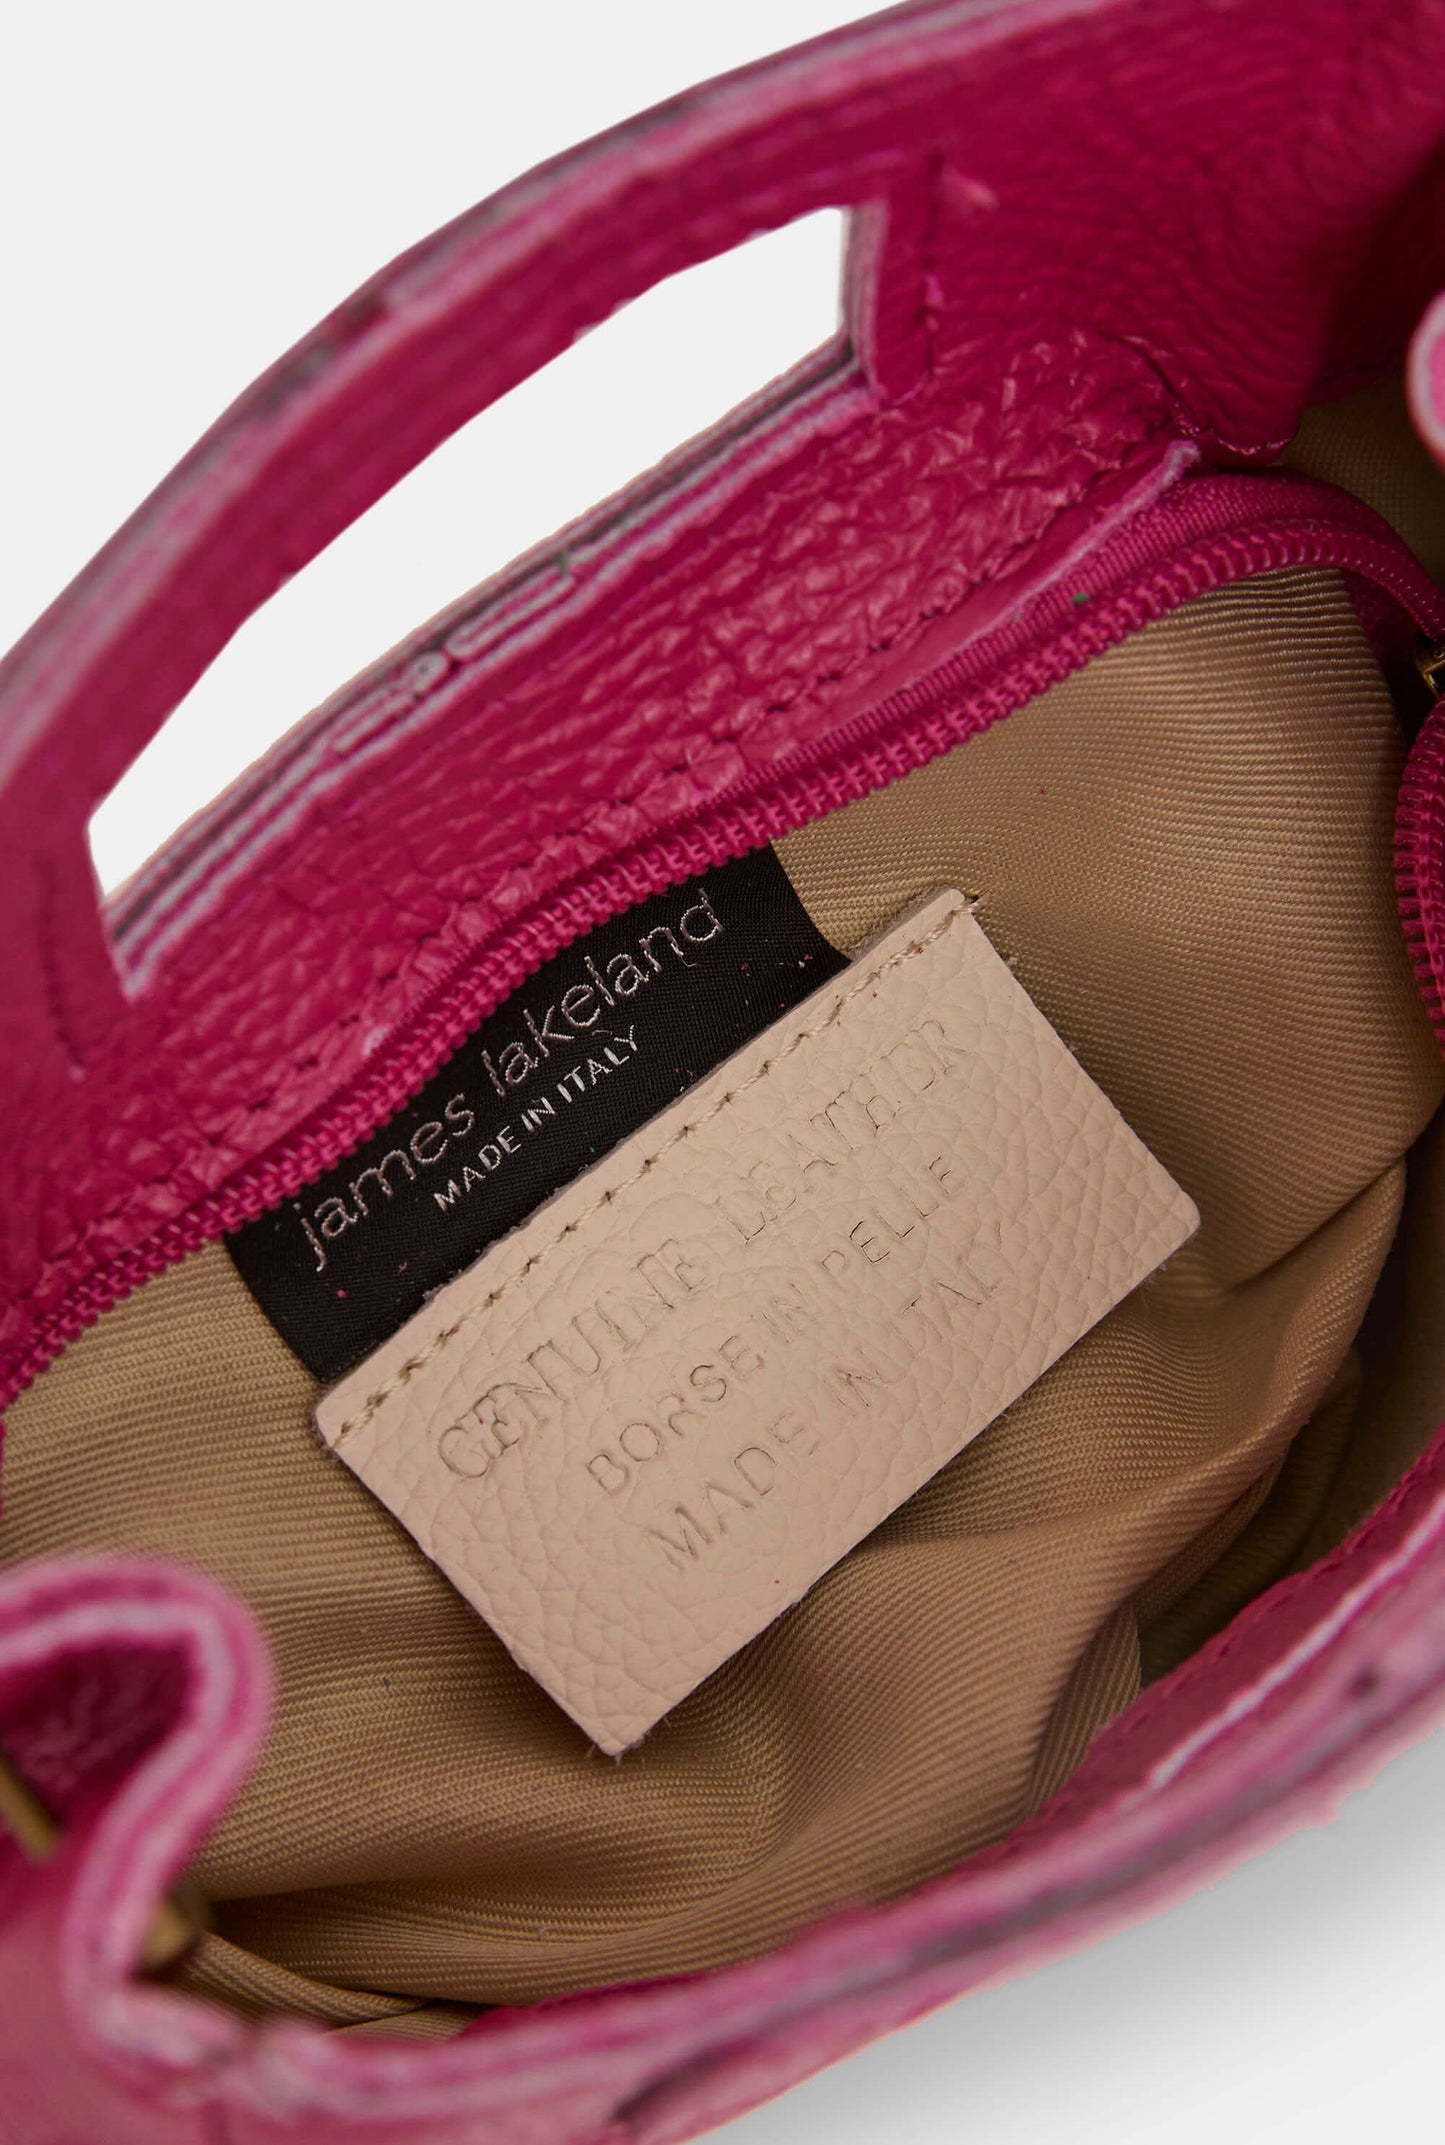 james lakeland
MADE IN ITALY
GENUINE LEATHER
BORSE IN PELLE
MADE IN ITALY